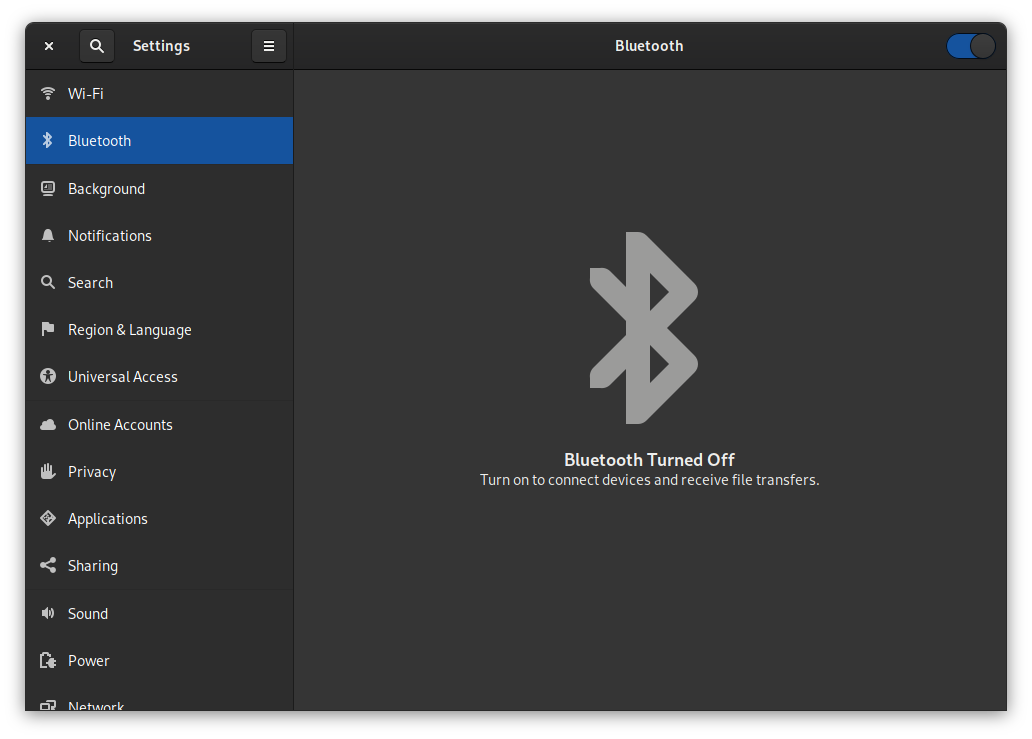 Settings
Bluetooth
Wi-Fi
Bluetooth
Background
Notifications
Search
Region & Language
Universal Access
Online Accounts
Privacy
Applications
Sharing
Sound
Power
Network
Bluetooth Turned Off
Turn on to connect devices and receive file transfers.